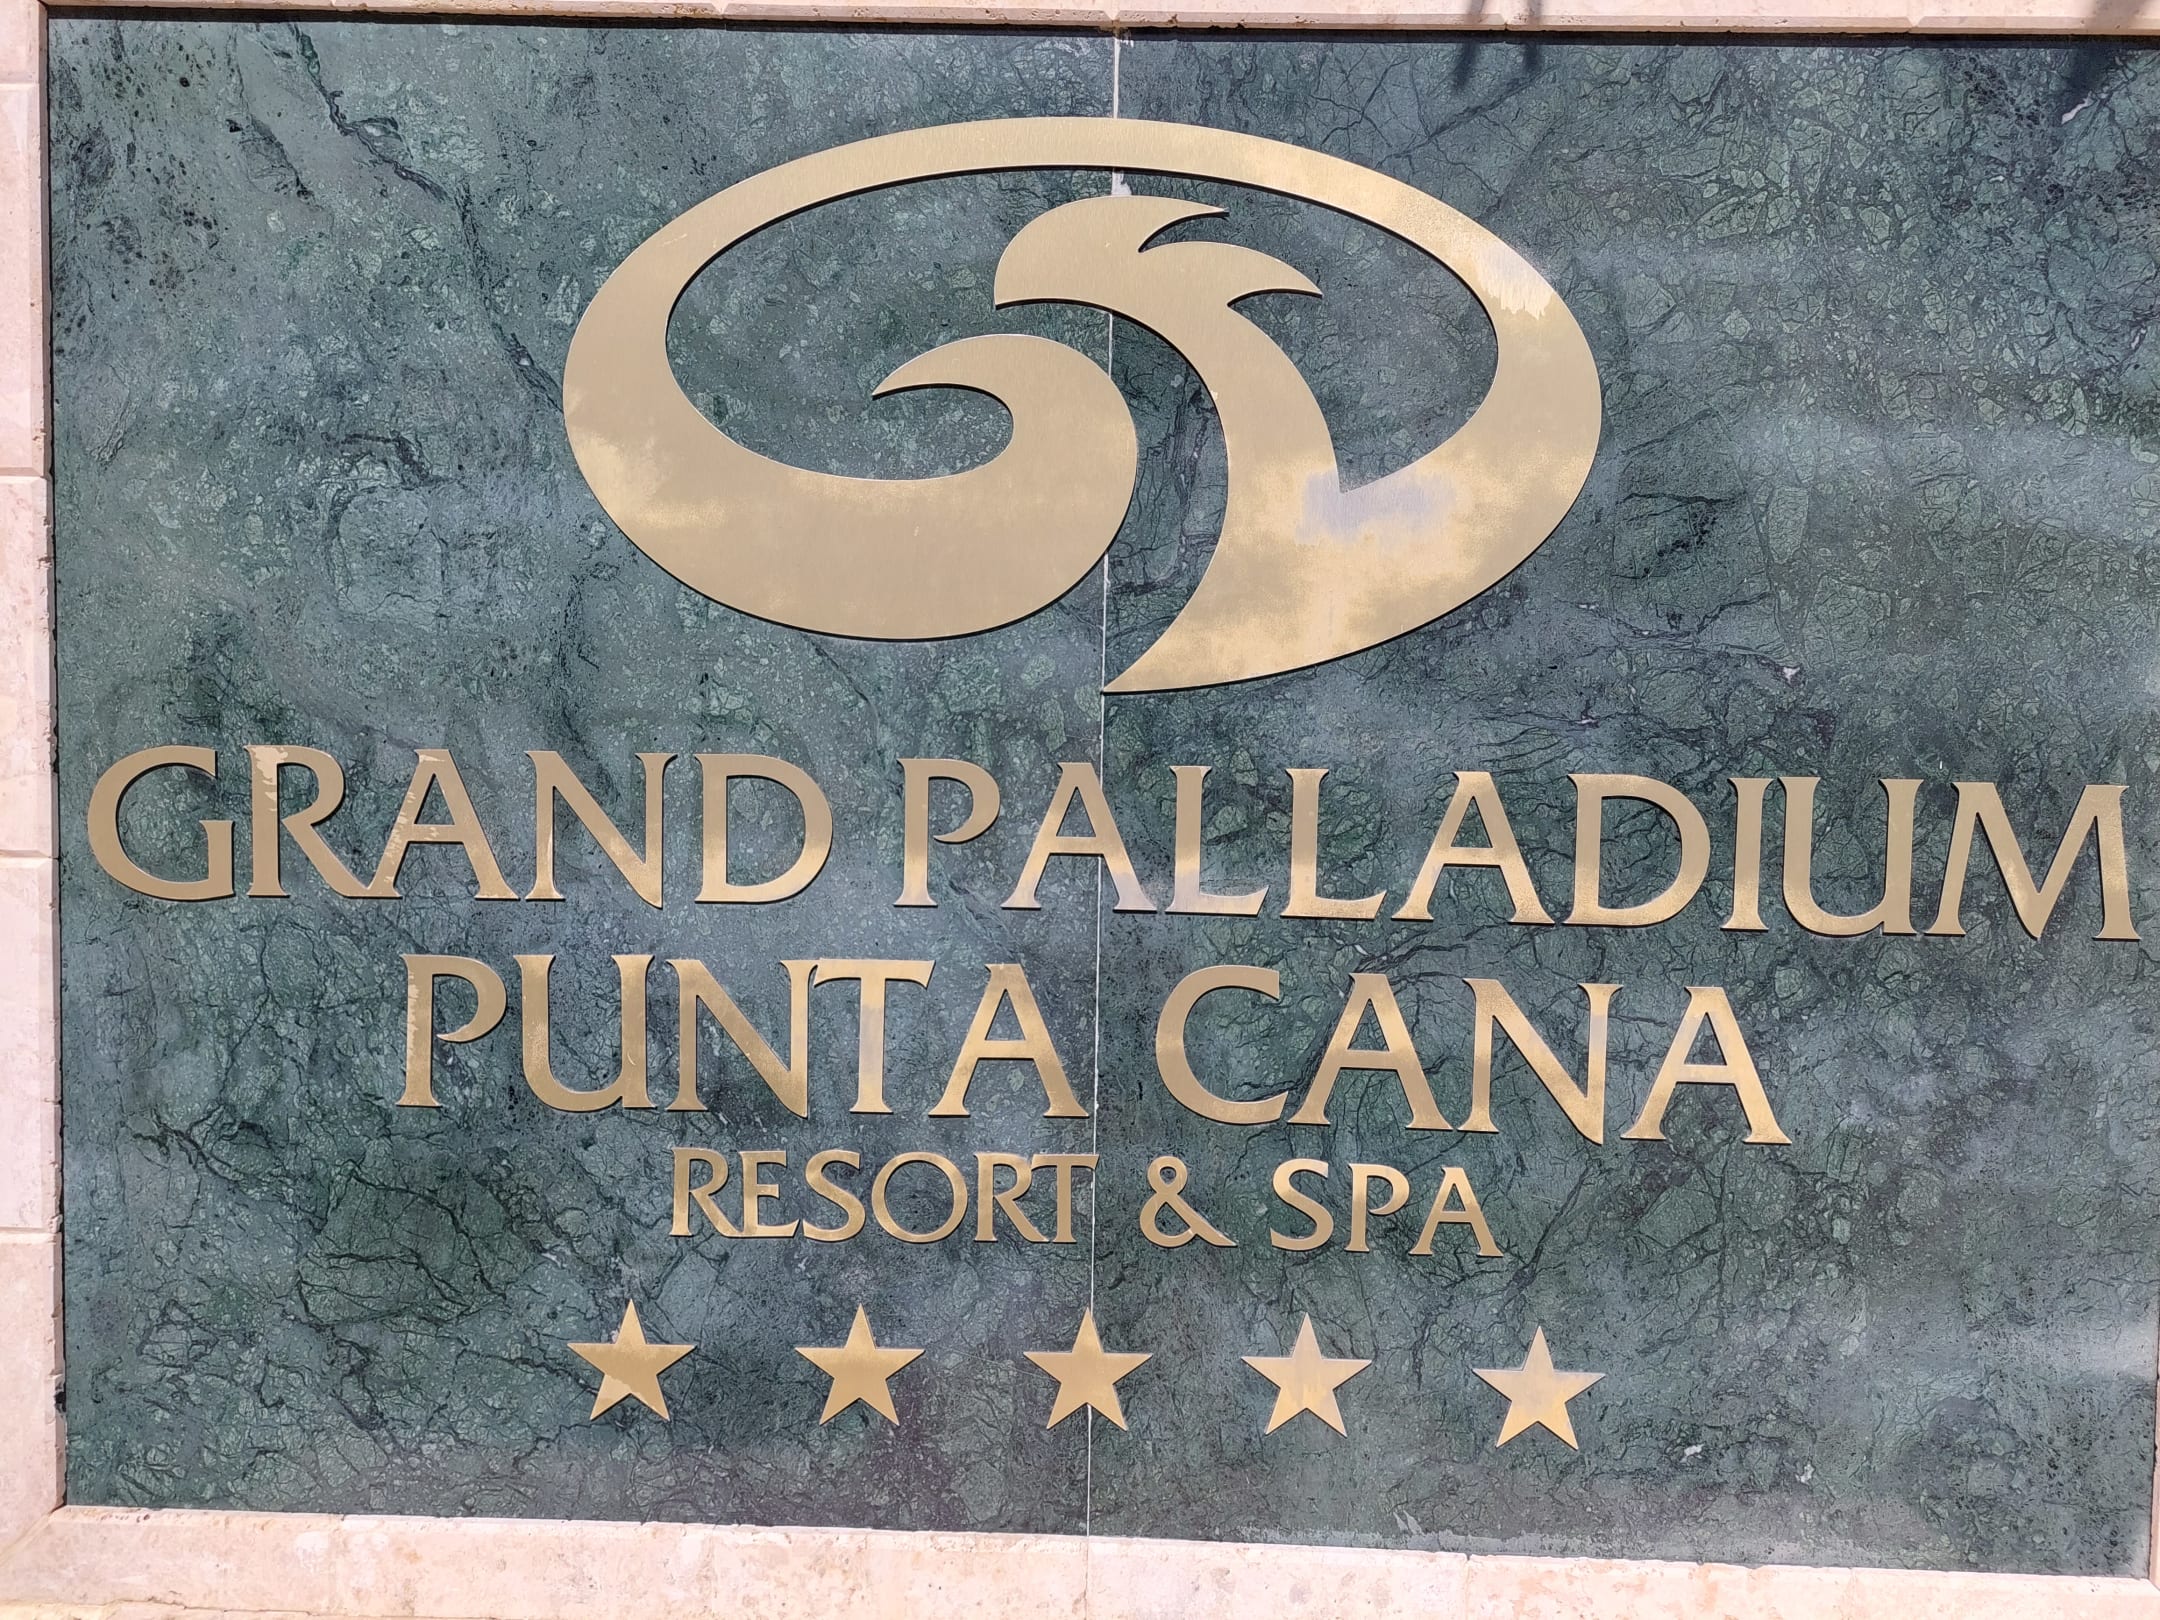 GRAND PALLADIUM
PUNTA CANA
RESORT & SPA